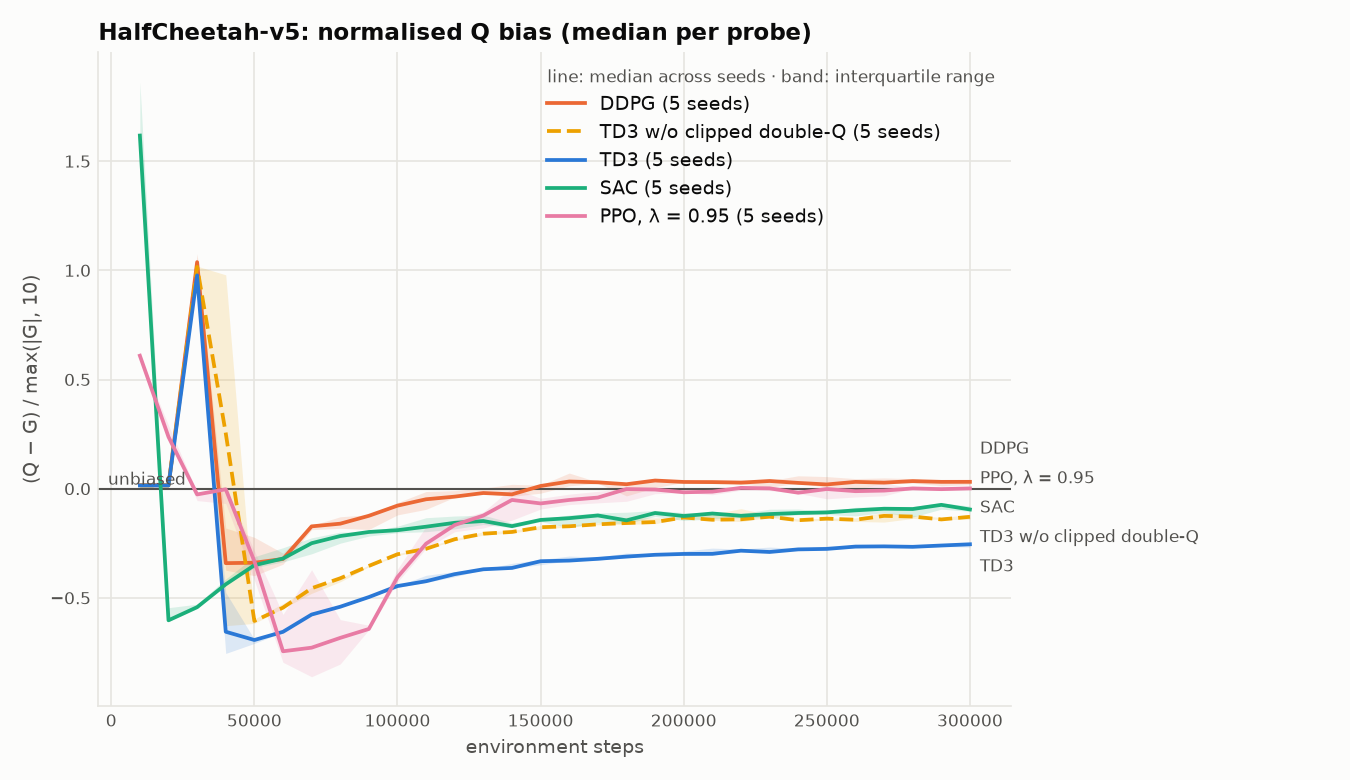 HalfCheetah-v5: normalised Q bias (median per probe)
line: median across seeds · band: interquartile range
DDPG (5 seeds)
TD3 w/o clipped double-Q (5 seeds)
TD3 (5 seeds)
SAC (5 seeds)
PPO, λ = 0.95 (5 seeds)
(Q − G) / max(|G|, 10)
1.5
1.0
0.5
0.0
−0.5
unbiased
DDPG
PPO, λ = 0.95
SAC
TD3 w/o clipped double-Q
TD3
0 50000 100000 150000 200000 250000 300000
environment steps